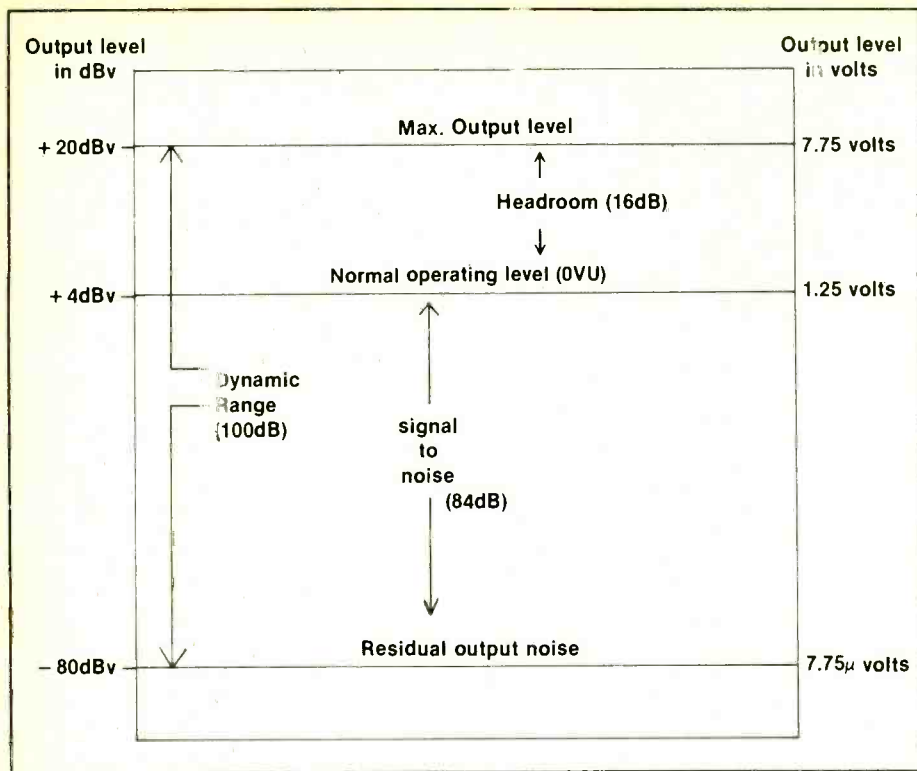 Output level
in dBv
Output level
in volts
Max. Output level
+ 20dBv
7.75 volts
Headroom (16dB)
Normal operating level (0VU)
+ 4dBv
1.25 volts
Dynamic
Range
(100dB)
signal
to
noise
(84dB)
Residual output noise
− 80dBv
7.75μ volts